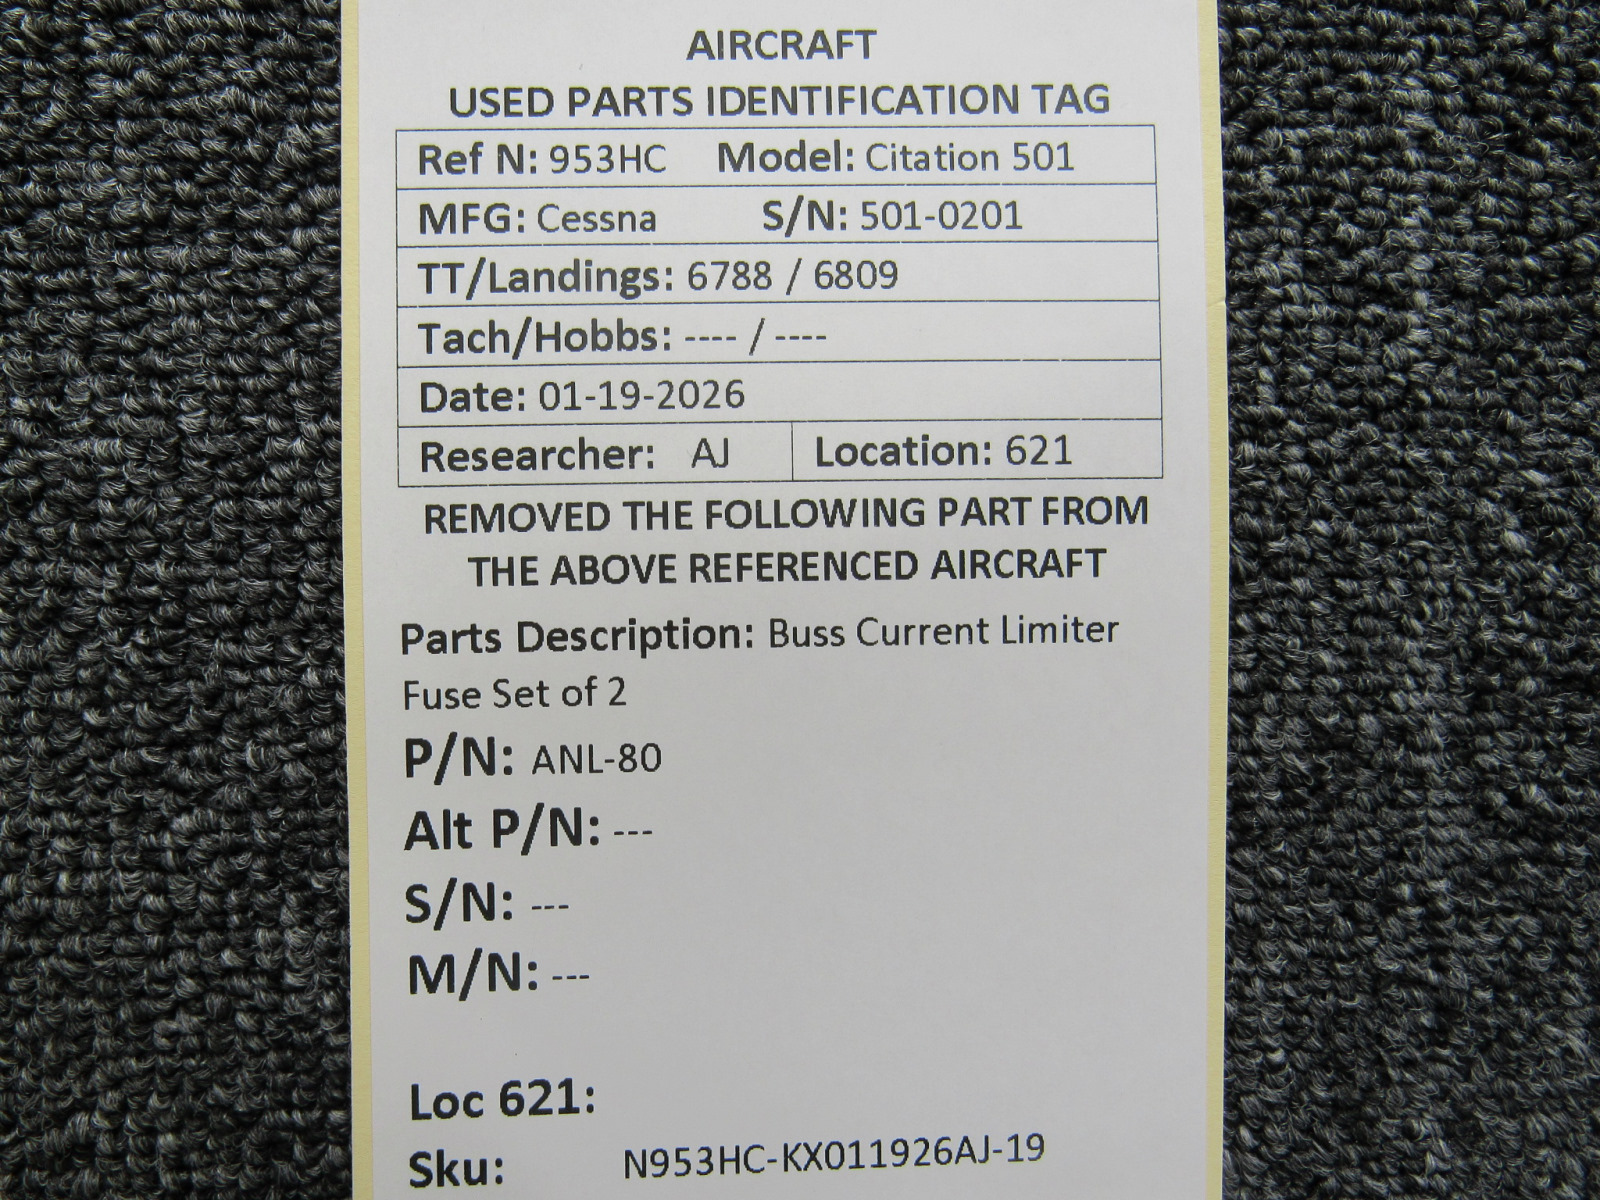 AIRCRAFT
USED PARTS IDENTIFICATION TAG
Ref N: 953HC Model: Citation 501
MFG: Cessna S/N: 501-0201
TT/Landings: 6788 / 6809
Tach/Hobbs: ---- / ----
Date: 01-19-2026
Researcher: AJ Location: 621
REMOVED THE FOLLOWING PART FROM
THE ABOVE REFERENCED AIRCRAFT
Parts Description: Buss Current Limiter
Fuse Set of 2
P/N: ANL-80
Alt P/N: ---
S/N: ---
M/N: ---
Loc 621:
Sku: N953HC-KX011926AJ-19